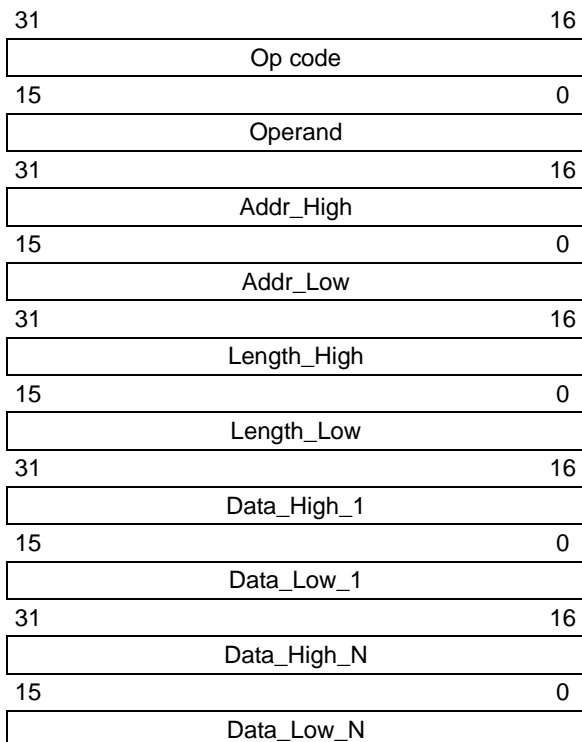 31 16
Op code
15 0
Operand
31 16
Addr_High
15 0
Addr_Low
31 16
Length_High
15 0
Length_Low
31 16
Data_High_1
15 0
Data_Low_1
31 16
Data_High_N
15 0
Data_Low_N